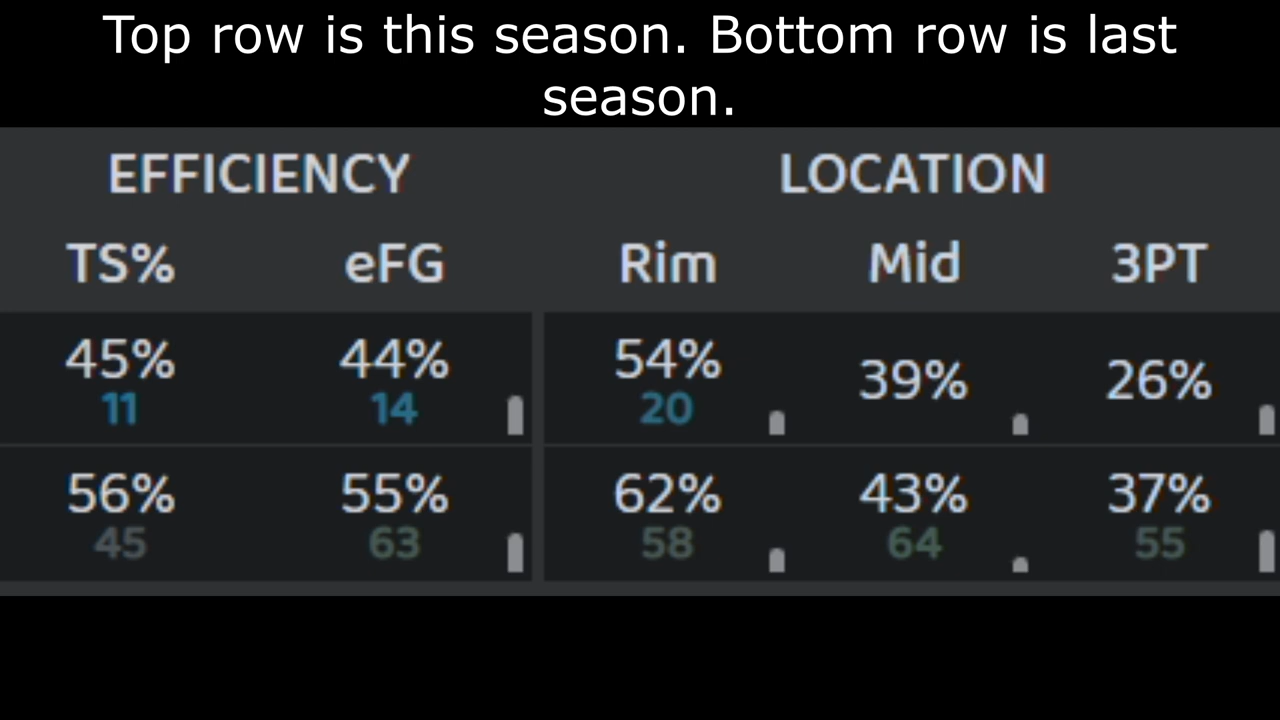 Top row is this season. Bottom row is last
season.
EFFICIENCY LOCATION
TS% eFG Rim Mid 3PT
45% 44% 54% 39% 26%
11 14 20
56% 55% 62% 43% 37%
45 63 58 64 55